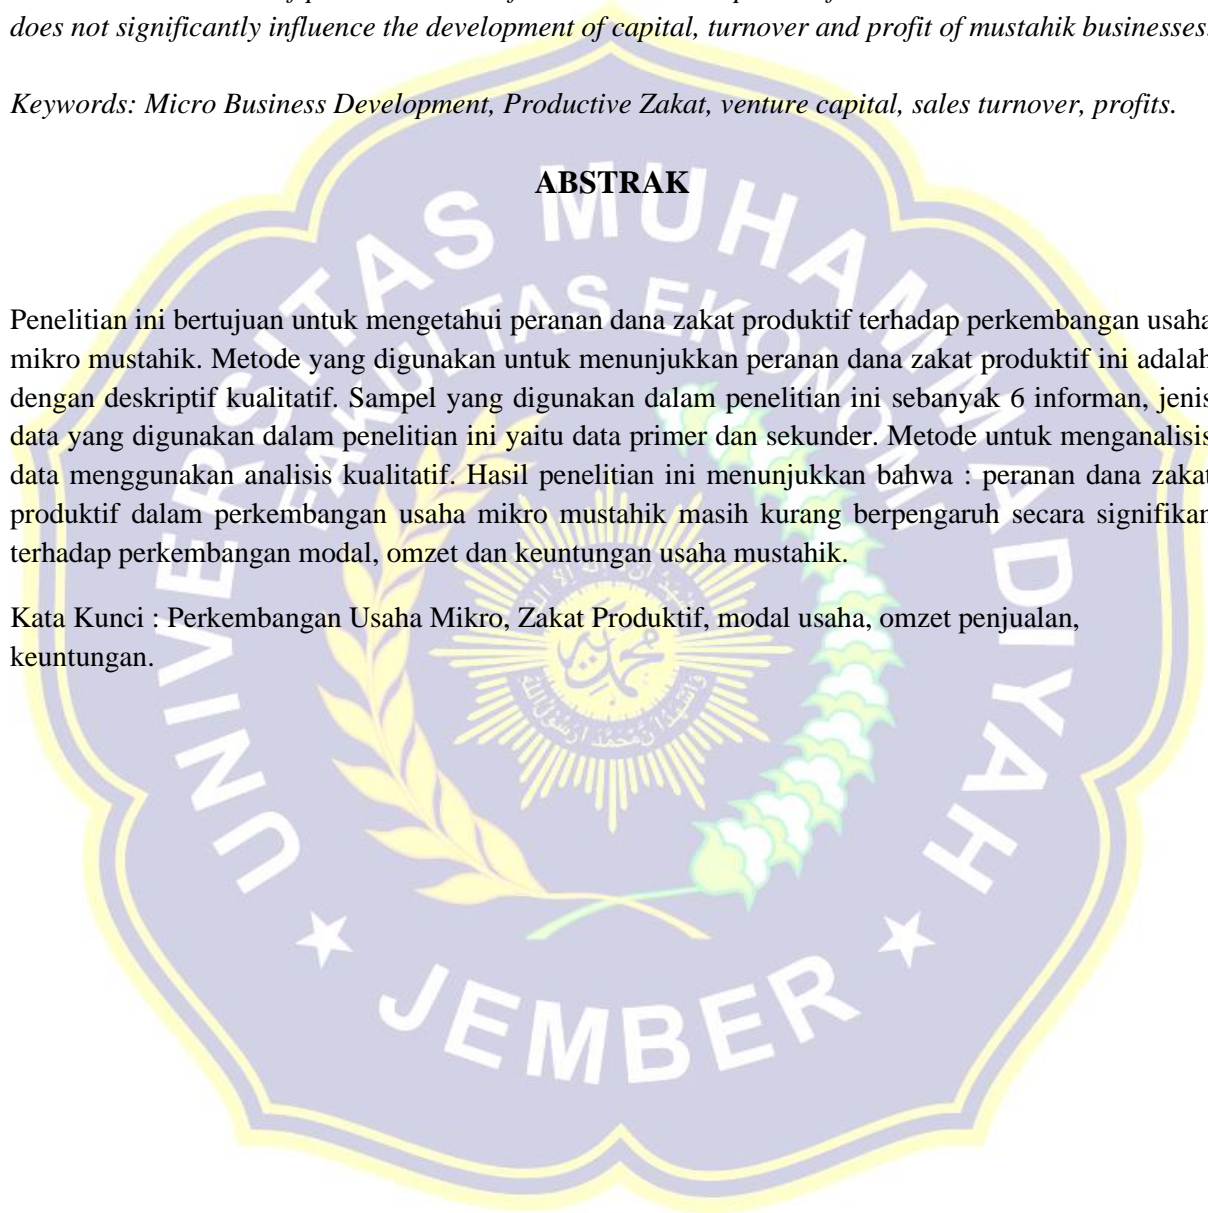 does not significantly influence the development of capital, turnover and profit of mustahik businesses.
Keywords: Micro Business Development, Productive Zakat, venture capital, sales turnover, profits.
ABSTRAK
Penelitian ini bertujuan untuk mengetahui peranan dana zakat produktif terhadap perkembangan usaha
mikro mustahik. Metode yang digunakan untuk menunjukkan peranan dana zakat produktif ini adalah
dengan deskriptif kualitatif. Sampel yang digunakan dalam penelitian ini sebanyak 6 informan, jenis
data yang digunakan dalam penelitian ini yaitu data primer dan sekunder. Metode untuk menganalisis
data menggunakan analisis kualitatif. Hasil penelitian ini menunjukkan bahwa : peranan dana zakat
produktif dalam perkembangan usaha mikro mustahik masih kurang berpengaruh secara signifikan
terhadap perkembangan modal, omzet dan keuntungan usaha mustahik.
Kata Kunci : Perkembangan Usaha Mikro, Zakat Produktif, modal usaha, omzet penjualan,
keuntungan.
UNIVERSITAS MUHAMMADIYAH
FAKULTAS EKONOMI
JEMBER